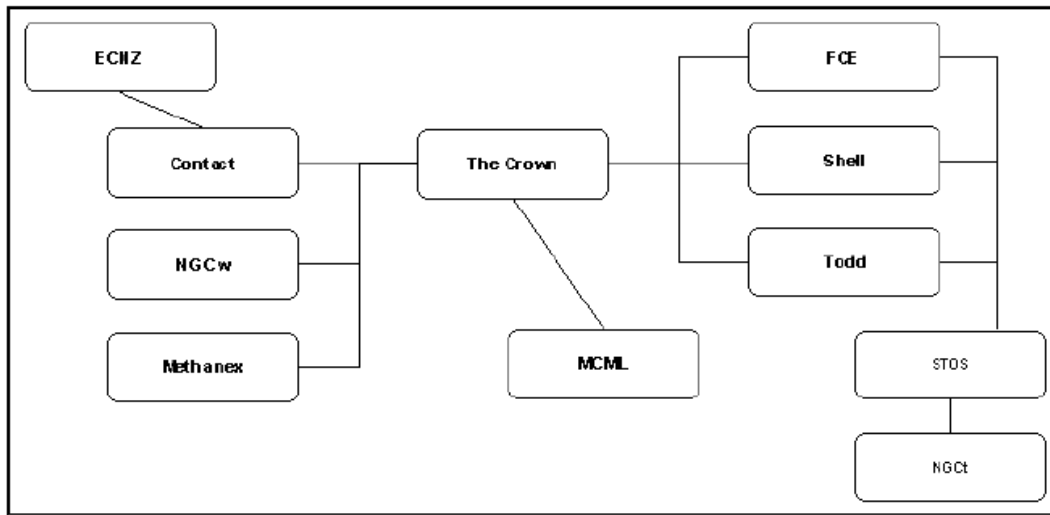 ECNZ
FCE
Contact
The Crown
Shell
NGCw
Todd
Methanex
MCML
STOS
NGCt